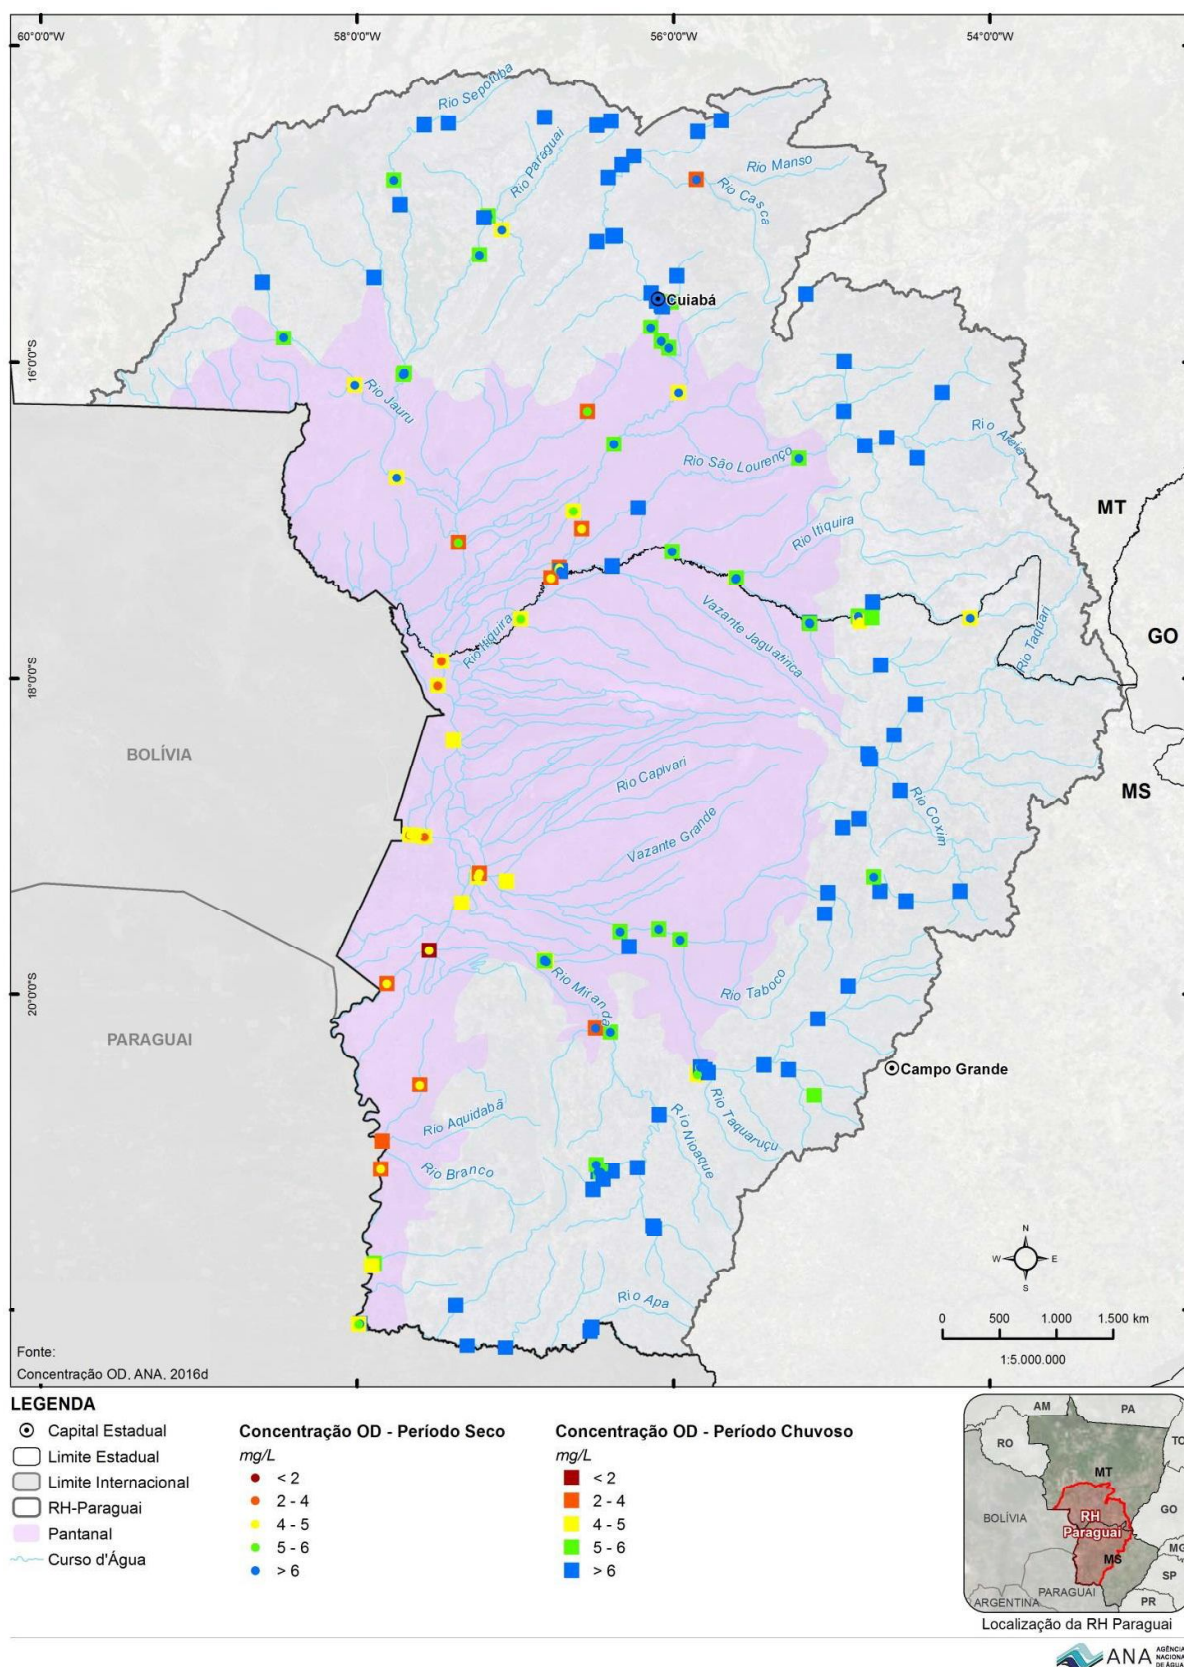 60°0'0"W
58°0'0"W
56°0'0"W
54°0'0"W
Rio Sepotuba
Rio Paraguai
Rio Manso
Rio Casca
Cuiabá
16°0'0"S
Rio Jauru
Rio Areia
Rio São Lourenço
MT
Rio Itiquira
Vazante Jaguatirica
Rio Itiquira
Rio Taquari
GO
18°0'0"S
BOLÍVIA
Rio Capivari
MS
Rio Coxim
Vazante Grande
20°0'0"S
Rio Miranda
Rio Taboco
PARAGUAI
Campo Grande
Rio Aquidabã
Rio Nioaque
Rio Taquaruçu
Rio Branco
N
W
E
S
Rio Apa
0 500 1.000 1.500 km
1:5.000.000
Fonte:
Concentração OD. ANA. 2016d
LEGENDA
Capital Estadual
Limite Estadual
Limite Internacional
RH-Paraguai
Pantanal
Curso d'Água
Concentração OD - Período Seco
mg/L
< 2
2 - 4
4 - 5
5 - 6
> 6
Concentração OD - Período Chuvoso
mg/L
< 2
2 - 4
4 - 5
5 - 6
> 6
AM
PA
RO
TO
MT
GO
BOLÍVIA
RH
Paraguai
MG
MS
SP
PARAGUAI
ARGENTINA
PR
Localização da RH Paraguai
ANA
AGÊNCIA
NACIONAL
DE ÁGUAS